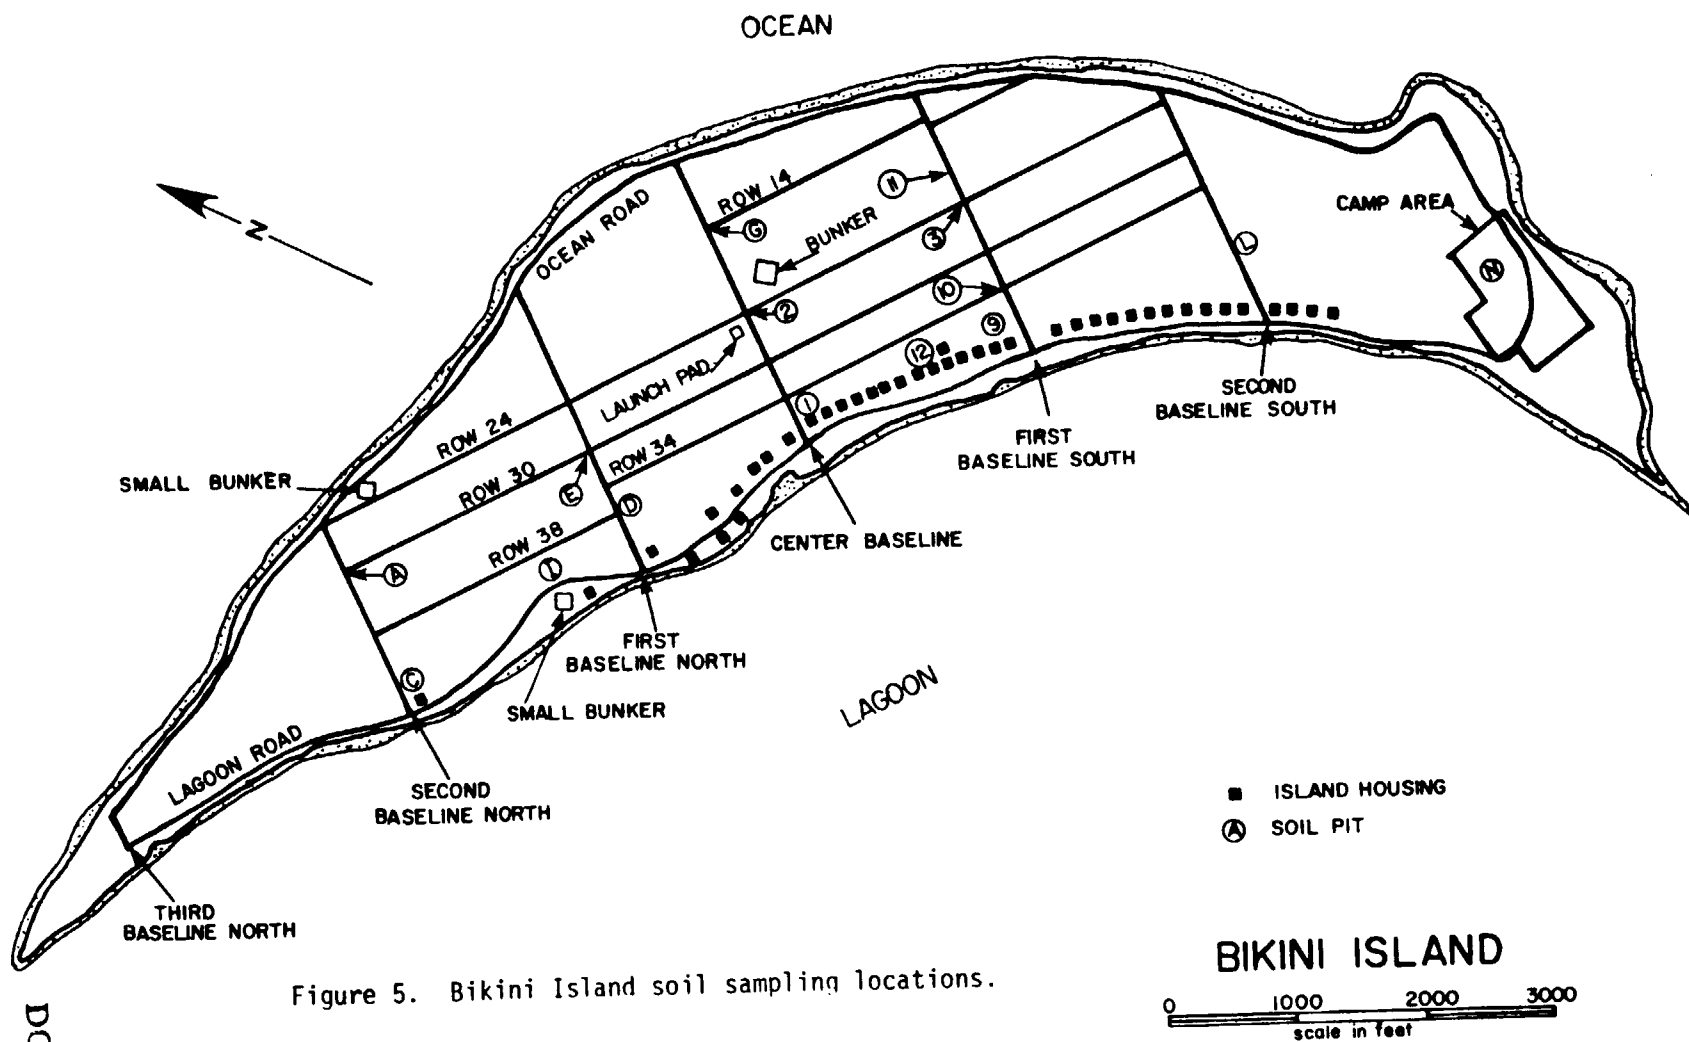 OCEAN
N
OCEAN ROAD
ROW 14
G
BUNKER
11
3
CAMP AREA
N
L
2
10
9
12
LAUNCH PAD
1
ROW 24
ROW 30
ROW 34
ROW 38
SMALL BUNKER
E
D
A
I
C
SECOND
BASELINE SOUTH
FIRST
BASELINE SOUTH
CENTER BASELINE
FIRST
BASELINE NORTH
SMALL BUNKER
LAGOON
LAGOON ROAD
SECOND
BASELINE NORTH
THIRD
BASELINE NORTH
ISLAND HOUSING
A SOIL PIT
BIKINI ISLAND
0 1000 2000 3000
scale in feet
Figure 5. Bikini Island soil sampling locations.